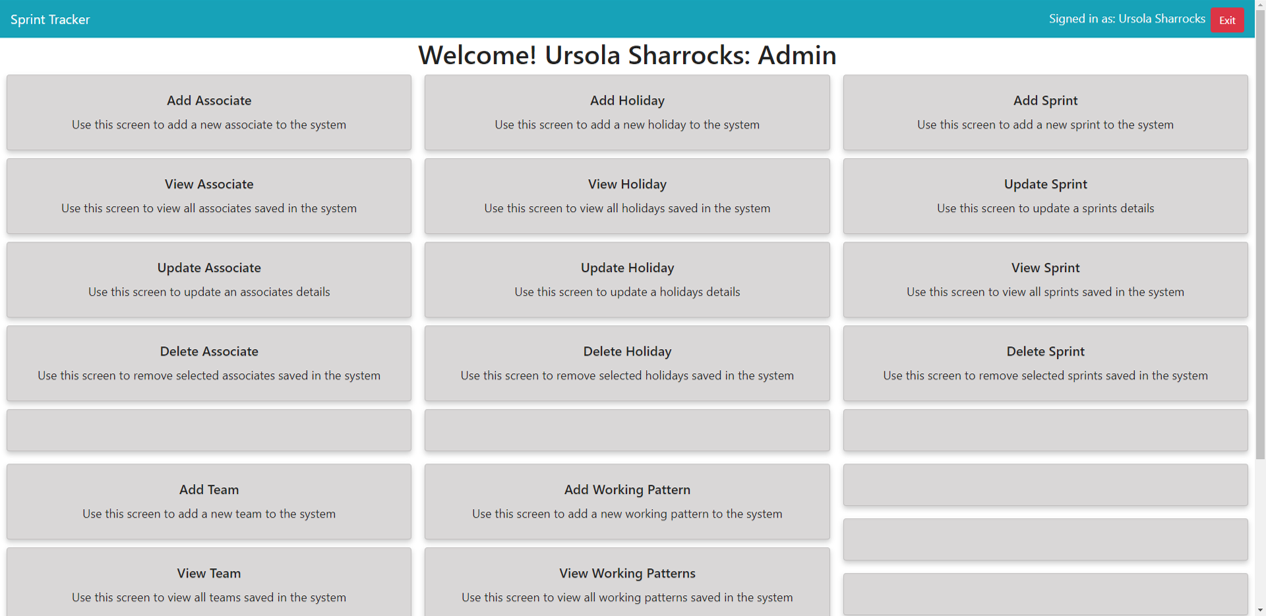 Sprint Tracker
Signed in as: Ursola Sharrocks
Exit
Welcome! Ursola Sharrocks: Admin
Add Associate
Use this screen to add a new associate to the system
Add Holiday
Use this screen to add a new holiday to the system
Add Sprint
Use this screen to add a new sprint to the system
View Associate
Use this screen to view all associates saved in the system
View Holiday
Use this screen to view all holidays saved in the system
Update Sprint
Use this screen to update a sprints details
Update Associate
Use this screen to update an associates details
Update Holiday
Use this screen to update a holidays details
View Sprint
Use this screen to view all sprints saved in the system
Delete Associate
Use this screen to remove selected associates saved in the system
Delete Holiday
Use this screen to remove selected holidays saved in the system
Delete Sprint
Use this screen to remove selected sprints saved in the system
Add Team
Use this screen to add a new team to the system
Add Working Pattern
Use this screen to add a new working pattern to the system
View Team
Use this screen to view all teams saved in the system
View Working Patterns
Use this screen to view all working patterns saved in the system